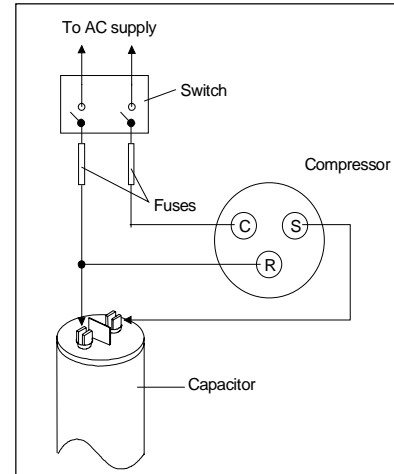 To AC supply
Switch
Compressor
Fuses
C S
R
Capacitor